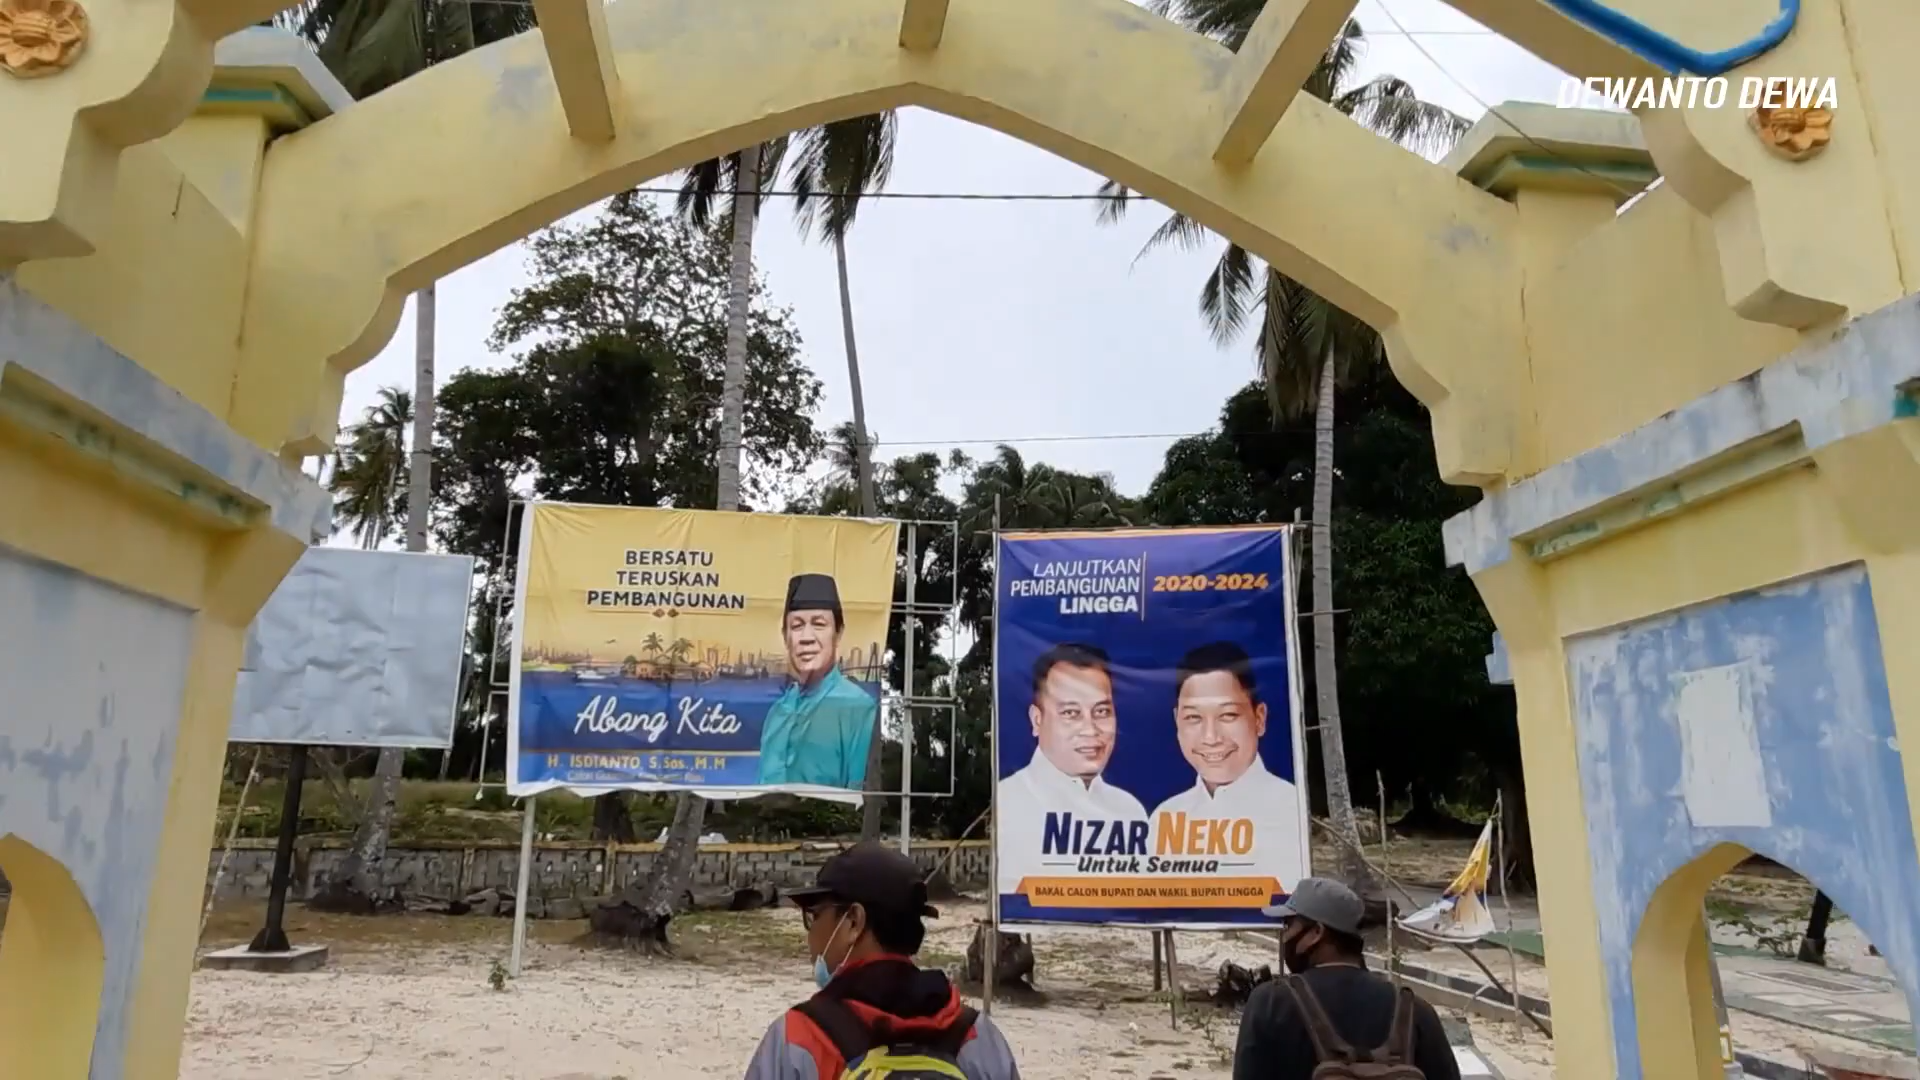 DEWANTO DEWA
BERSATU
TERUSKAN
PEMBANGUNAN
Abang Kita
H. ISDIANTO, S.Sos., M.M
LANJUTKAN
PEMBANGUNAN
LINGGA
2020-2024
NIZAR NEKO
Untuk Semua
BAKAL CALON BUPATI DAN WAKIL BUPATI LINGGA